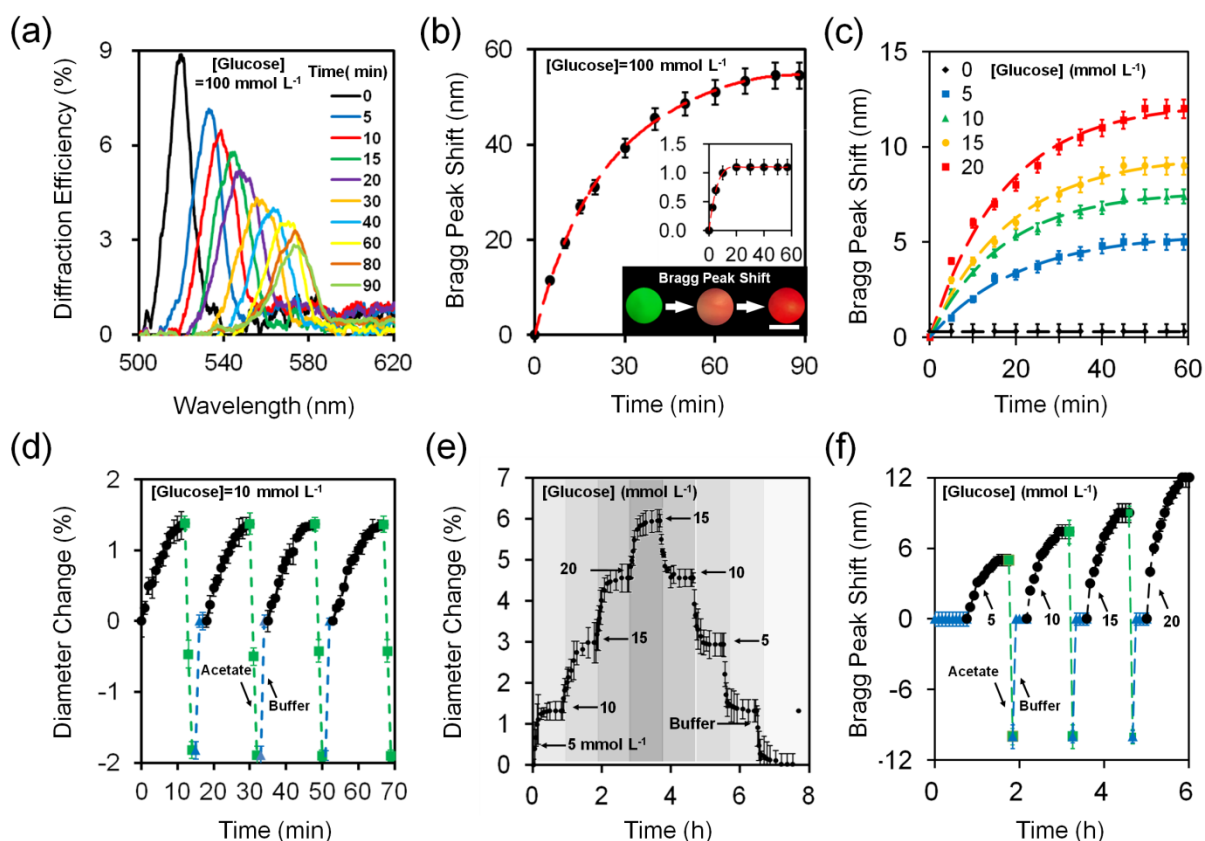 (a)
Diffraction Efficiency (%)
9
6
3
0
[Glucose]
=100 mmol L-1
Time( min)
0
5
10
15
20
30
40
60
80
90
500 540 580 620
Wavelength (nm)
(b)
Bragg Peak Shift (nm)
60
40
20
0
[Glucose]=100 mmol L-1
1.5
1.0
0.5
0
0 20 40 60
Bragg Peak Shift
0 30 60 90
Time (min)
(c)
Bragg Peak Shift (nm)
15
10
5
0
[Glucose] (mmol L-1)
0
5
10
15
20
0 20 40 60
Time (min)
(d)
Diameter Change (%)
2
1
0
-1
-2
[Glucose]=10 mmol L-1
Acetate
Buffer
0 10 20 30 40 50 60 70
Time (min)
(e)
Diameter Change (%)
7
6
5
4
3
2
1
0
[Glucose] (mmol L-1)
15
20
10
15
5
10
Buffer
5 mmol L-1
0 2 4 6 8
Time (h)
(f)
Bragg Peak Shift (nm)
12
6
0
-6
-12
[Glucose] (mmol L-1)
5
10
15
20
Acetate
Buffer
0 2 4 6
Time (h)